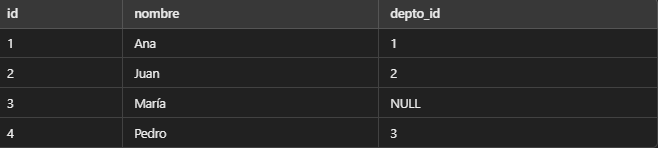 id nombre depto_id
1 Ana 1
2 Juan 2
3 María NULL
4 Pedro 3